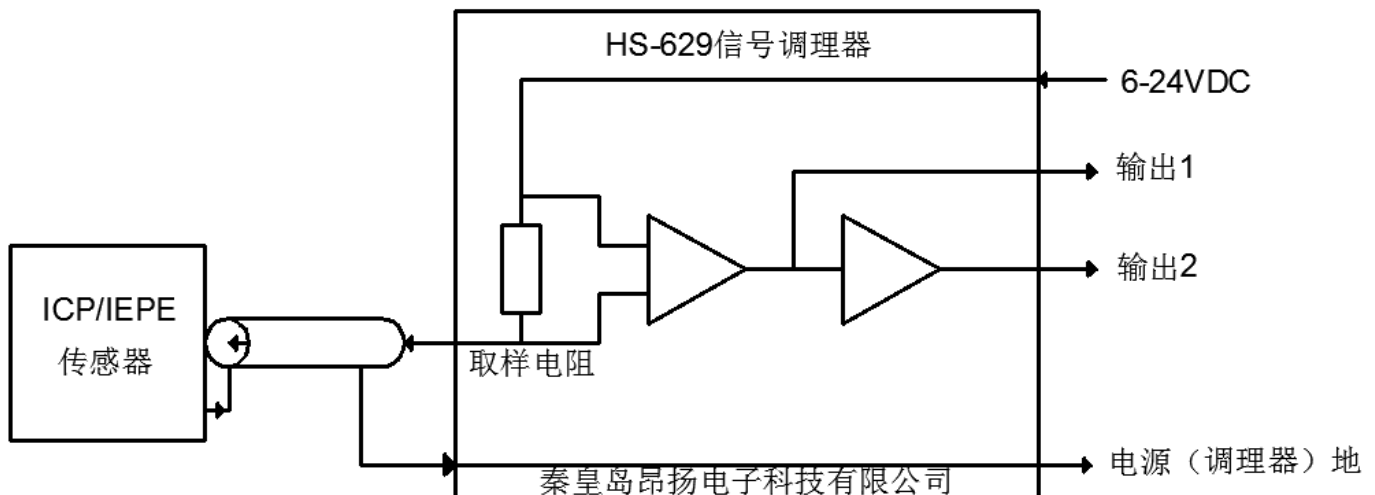 HS-629信号调理器
6-24VDC
输出1
输出2
ICP/IEPE
传感器
取样电阻
电源（调理器）地
秦皇岛昂扬电子科技有限公司